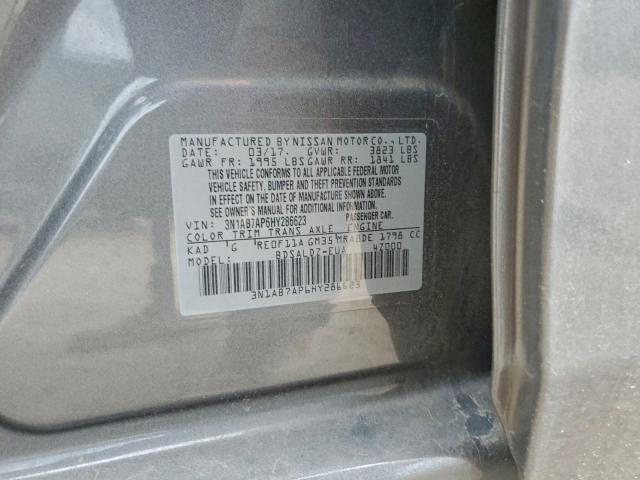 MANUFACTURED BY NISSAN MOTOR CO., LTD.
DATE: 03/17. GVWR: 3823 LBS
GAWR FR: 1995 LBS GAWR RR: 1841 LBS
THIS VEHICLE CONFORMS TO ALL APPLICABLE FEDERAL MOTOR
VEHICLE SAFETY, BUMPER AND THEFT PREVENTION STANDARDS
IN EFFECT ON THE DATE OF MANUFACTURE SHOWN ABOVE.
SEE OWNER'S MANUAL FOR ADDITIONAL INFORMATION.
VIN: 3N1AB7AP6HY286623 PASSENGER CAR.
COLOR TRIM TRANS AXLE ENGINE
KAD G RE0F11A GM35 MRA8DE 1798 CC
MODEL: BDSALDZ-EUA 4Z000
3N1AB7AP6HY286623